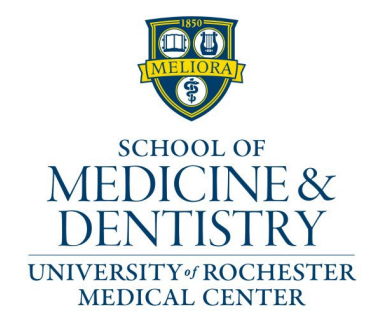 1850
MELIORA
SCHOOL OF
MEDICINE &
DENTISTRY
UNIVERSITY of ROCHESTER
MEDICAL CENTER